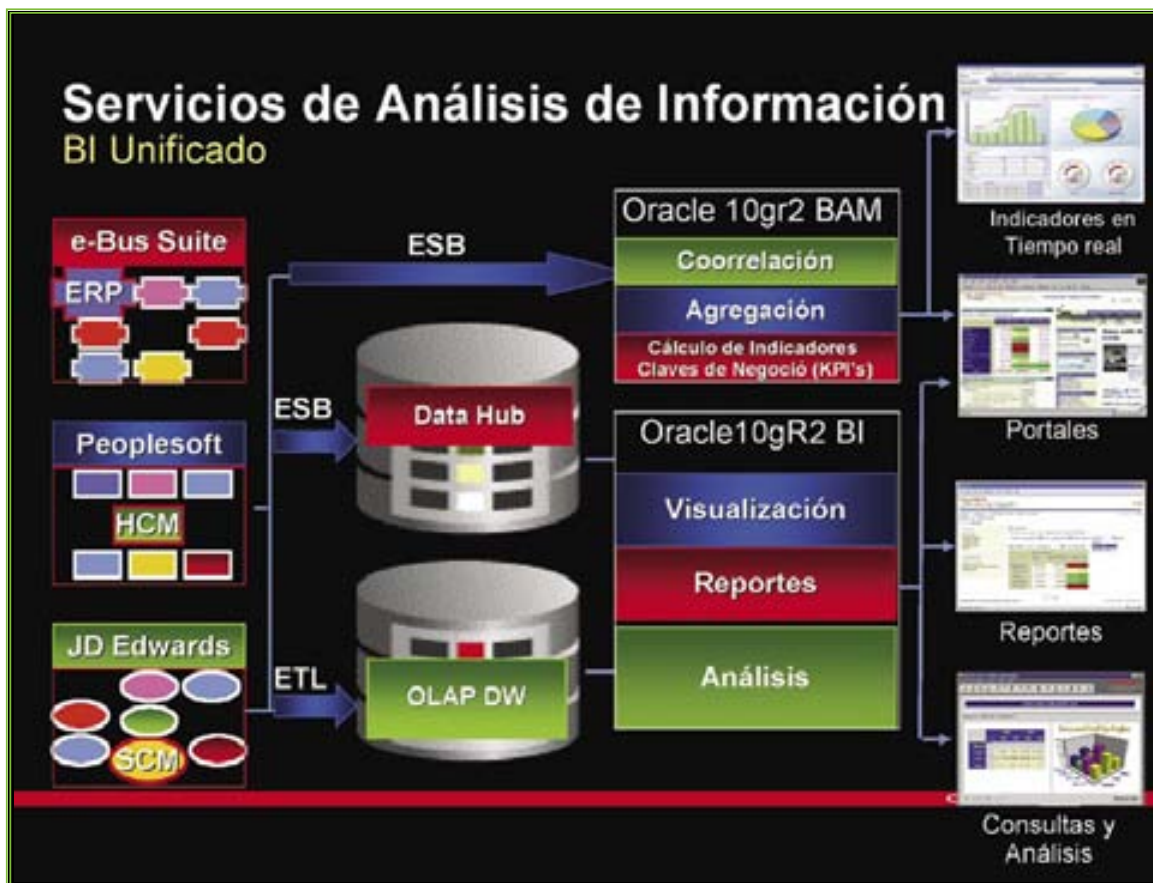 Servicios de Análisis de Información
BI Unificado
e-Bus Suite
ERP
Peoplesoft
HCM
JD Edwards
SCM
ESB
ESB
ETL
Data Hub
OLAP DW
Oracle 10gr2 BAM
Coorrelación
Agregación
Cálculo de Indicadores
Claves de Negoció (KPI's)
Oracle10gR2 BI
Visualización
Reportes
Análisis
Indicadores en
Tiempo real
Portales
Reportes
Consultas y
Análisis